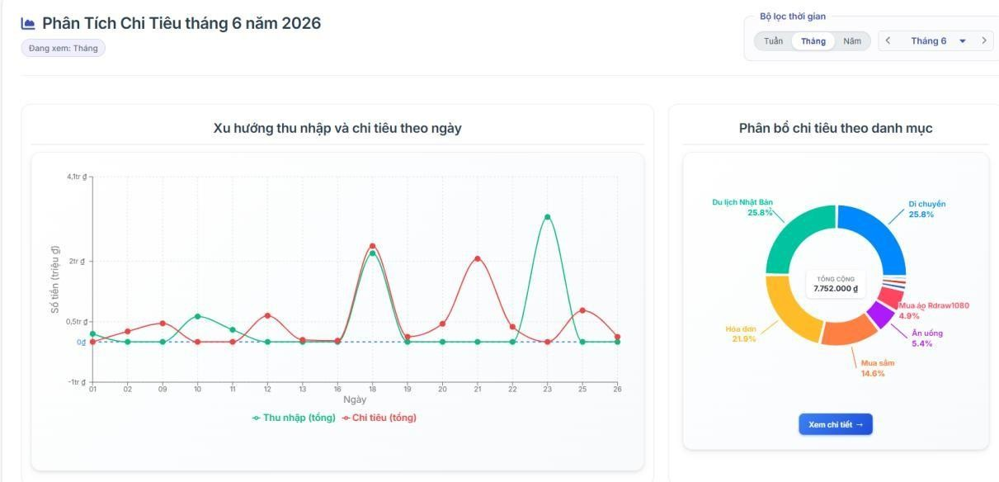 Phân Tích Chi Tiêu tháng 6 năm 2026
Đang xem: Tháng
Bộ lọc thời gian
Tuần Tháng Năm
Tháng 6
Xu hướng thu nhập và chi tiêu theo ngày
4,1tr ₫
2tr ₫
0,5tr ₫
0₫
-1tr ₫
Số tiền (triệu ₫)
01 02 09 10 11 12 13 16 18 19 20 21 22 23 25 26
Ngày
Thu nhập (tổng) Chi tiêu (tổng)
Phân bổ chi tiêu theo danh mục
Du lịch Nhật Bản
25.8%
Di chuyển
25.8%
TỔNG CỘNG
7.752.000 ₫
Mua áo Rdraw1080
4.9%
Ăn uống
5.4%
Hóa đơn
21.9%
Mua sắm
14.6%
Xem chi tiết →